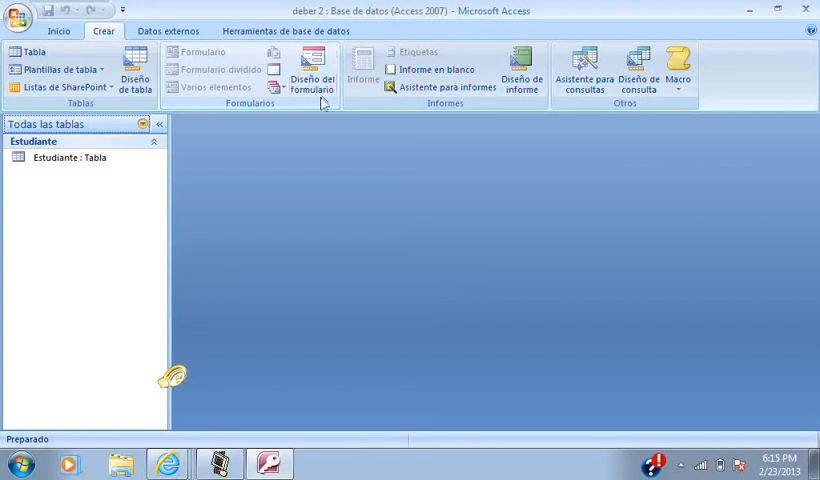 deber 2 : Base de datos (Access 2007) - Microsoft Access
Inicio Crear Datos externos Herramientas de base de datos
Tabla
Plantillas de tabla
Listas de SharePoint
Diseño de tabla
Tablas
Formulario
Formulario dividido
Varios elementos
Diseño del formulario
Formularios
Informe
Etiquetas
Informe en blanco
Asistente para informes
Diseño de informe
Informes
Asistente para consultas
Diseño de consulta
Macro
Otros
Todas las tablas
Estudiante
Estudiante : Tabla
Preparado
6:15 PM
2/23/2013